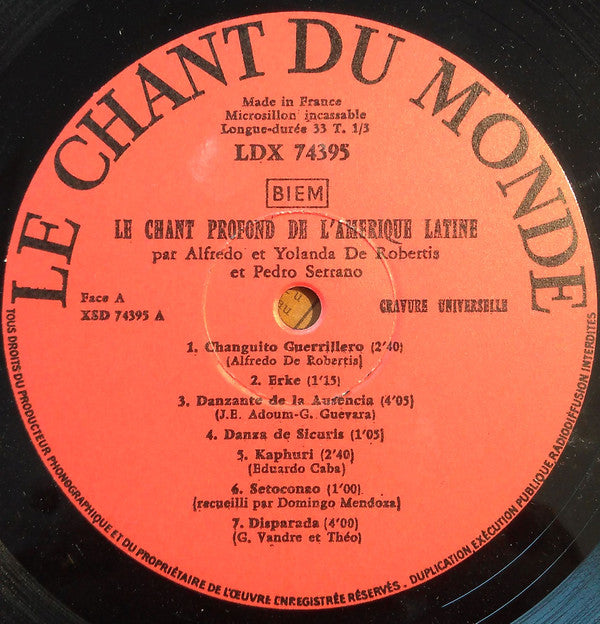 LE CHANT DU MONDE
Made in France
Microsillon incassable
Longue-durée 33 T. 1/3
LDX 74395
BIEM
LE CHANT PROFOND DE L'AMERIQUE LATINE
par Alfredo et Yolanda De Robertis
et Pedro Serrano
Face A
XSD 74395 A
GRAVURE UNIVERSELLE
1. Changuito Guerrillero (2'40)
(Alfredo De Robertis)
2. Erke (1'15)
3. Danzante de la Ausencia (4'05)
(J.E. Adoum-G. Guevara)
4. Danza de Sicuris (1'05)
5. Kaphuri (2'40)
(Eduardo Caba)
6. Setoconao (1'00)
(recueilli par Domingo Mendoza)
7. Disparada (4'00)
(G. Vandre et Théo)
TOUS DROITS DU PRODUCTEUR PHONOGRAPHIQUE ET DU PROPRIÉTAIRE DE L'ŒUVRE ENREGISTRÉE RÉSERVÉS. DUPLICATION EXÉCUTION PUBLIQUE RADIODIFFUSION INTERDITES